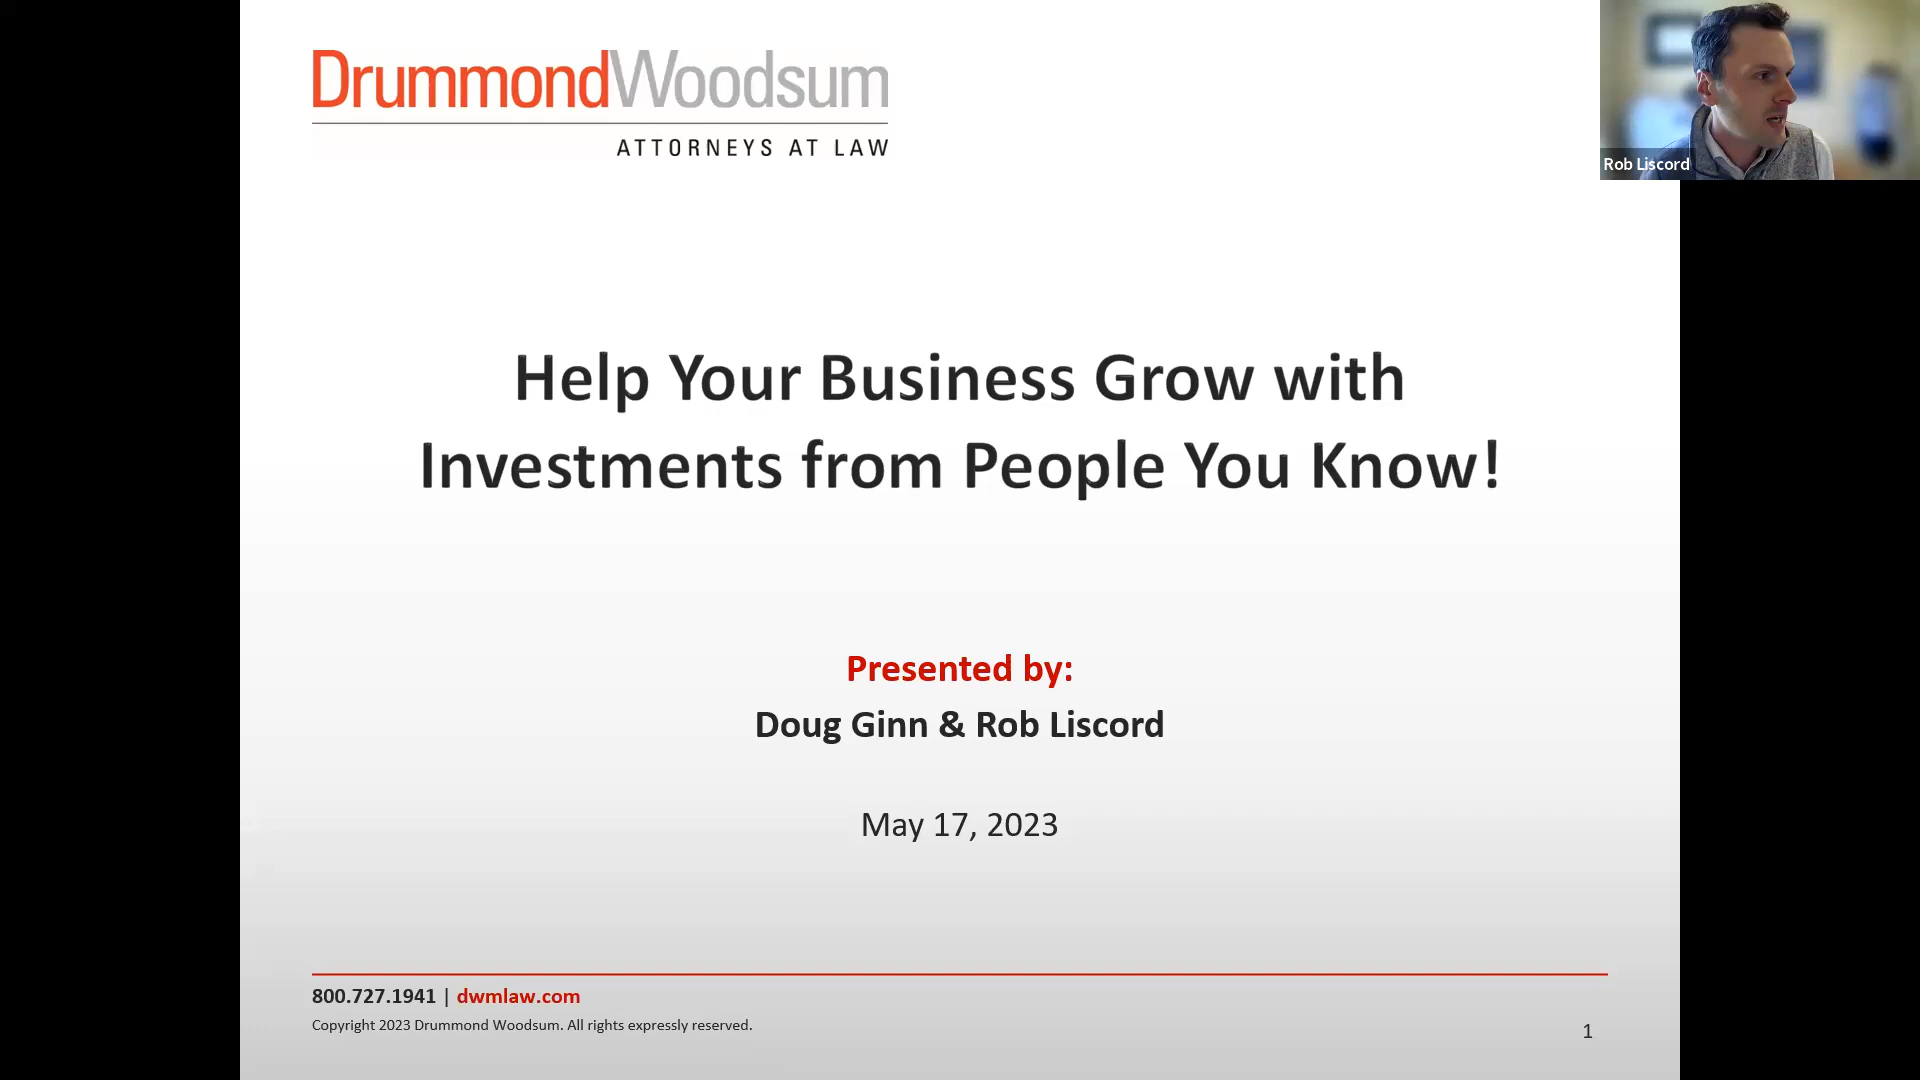 DrummondWoodsum
ATTORNEYS AT LAW
Rob Liscord
Help Your Business Grow with
Investments from People You Know!
Presented by:
Doug Ginn & Rob Liscord
May 17, 2023
800.727.1941 | dwmlaw.com
Copyright 2023 Drummond Woodsum. All rights expressly reserved.
1